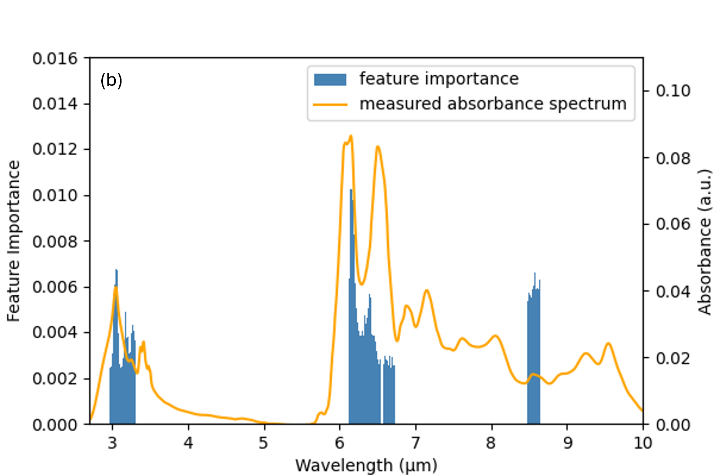 (b)
feature importance
measured absorbance spectrum
Feature Importance
0.016
0.014
0.012
0.010
0.008
0.006
0.004
0.002
0.000
0.10
0.08
0.06
0.04
0.02
0.00
Absorbance (a.u.)
3 4 5 6 7 8 9 10
Wavelength (μm)